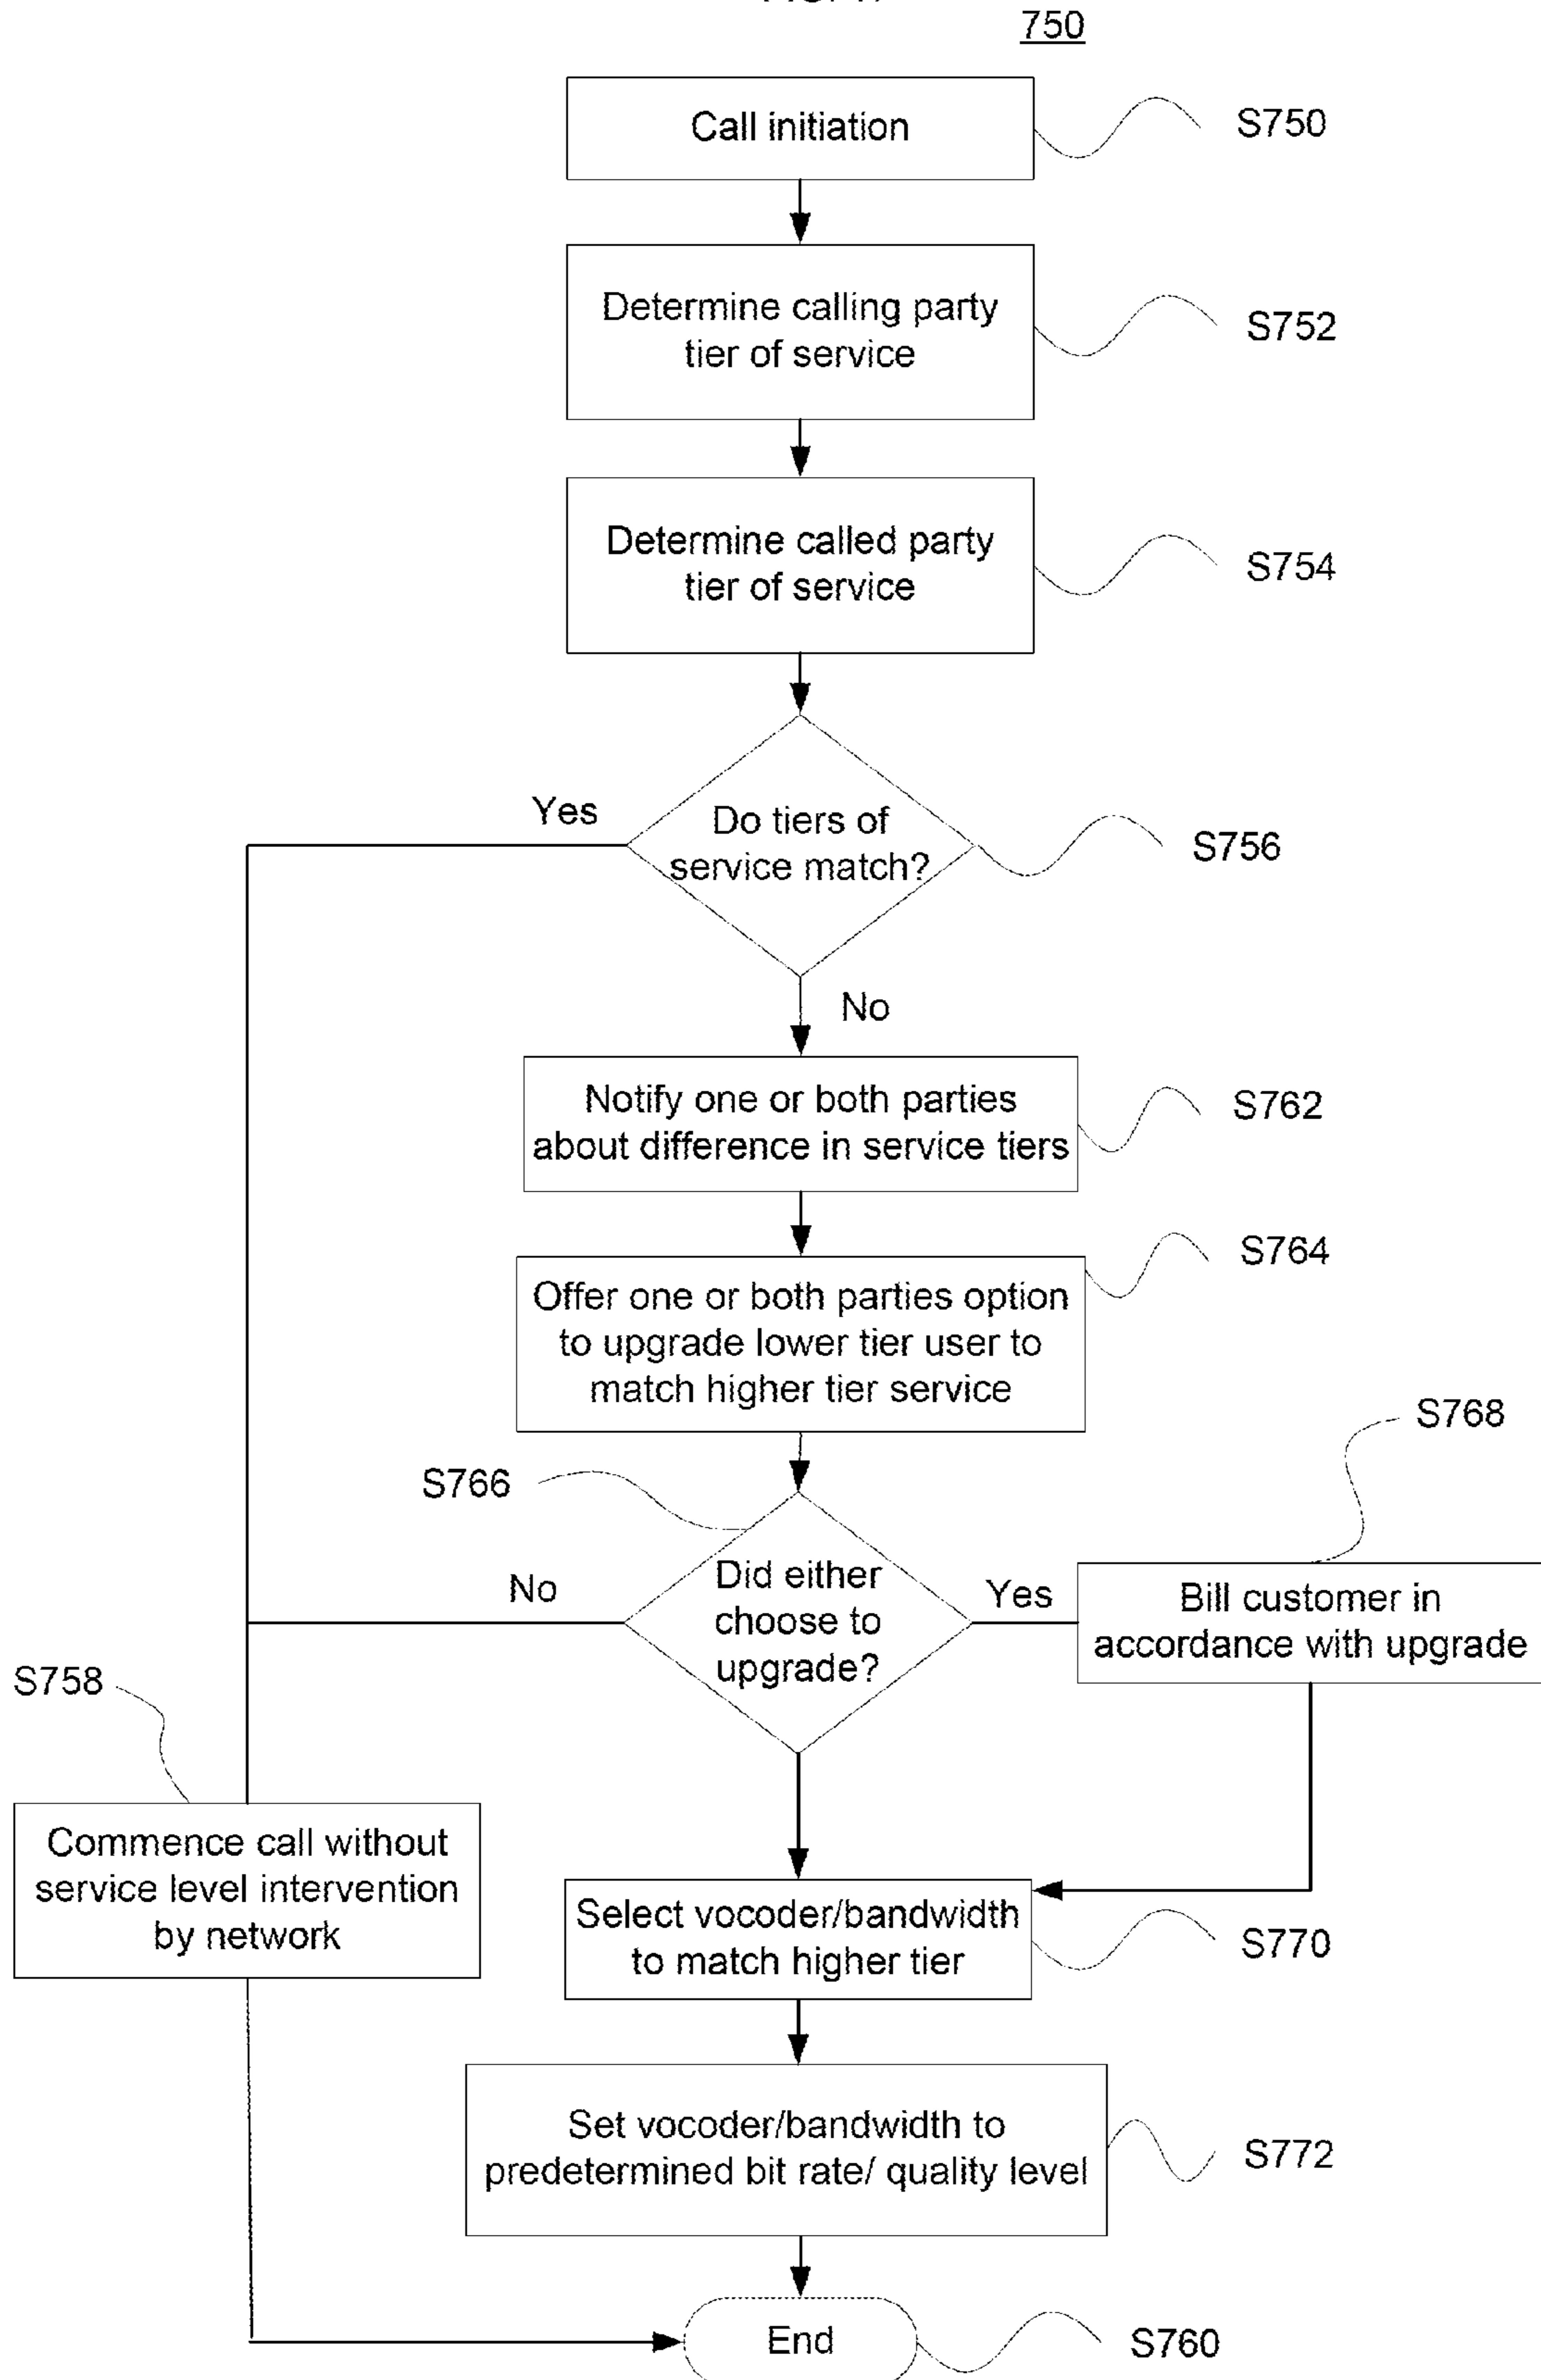 750
Call initiation
S750
Determine calling party
tier of service
S752
Determine called party
tier of service
S754
Yes
Do tiers of
service match?
S756
No
Notify one or both parties
about difference in service tiers
S762
Offer one or both parties option
to upgrade lower tier user to
match higher tier service
S764
S768
S766
No
Did either
choose to
upgrade?
Yes
Bill customer in
accordance with upgrade
S758
Commence call without
service level intervention
by network
Select vocoder/bandwidth
to match higher tier
S770
Set vocoder/bandwidth to
predetermined bit rate/ quality level
S772
End
S760